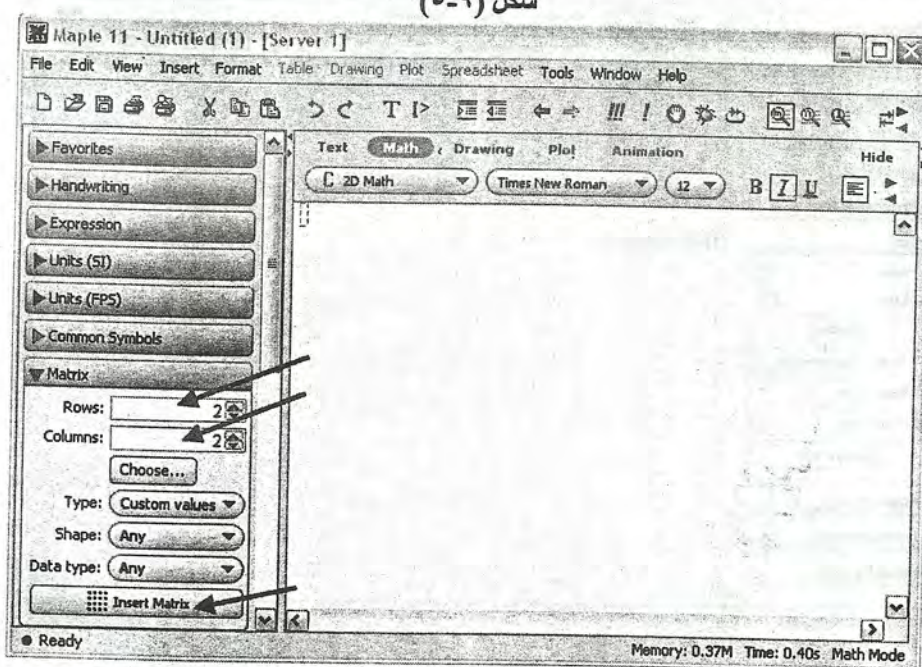 شكل (٦-٥)
Maple 11 - Untitled (1) - [Server 1]
File Edit View Insert Format Table Drawing Plot Spreadsheet Tools Window Help
Favorites
Handwriting
Expression
Units (SI)
Units (FPS)
Common Symbols
Matrix
Rows: 2
Columns: 2
Choose...
Type: Custom values
Shape: Any
Data type: Any
Insert Matrix
Text Math Drawing Plot Animation Hide
C 2D Math Times New Roman 12 B I U
Ready Memory: 0.37M Time: 0.40s Math Mode